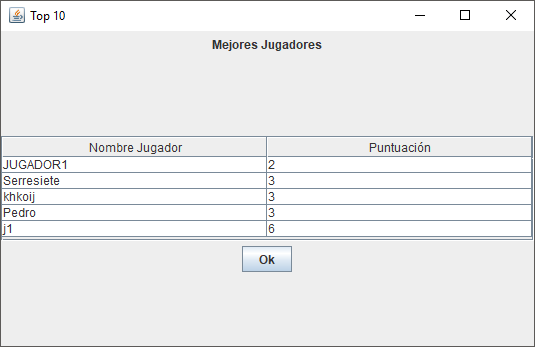 Top 10
Mejores Jugadores
Nombre Jugador Puntuación
JUGADOR1 2
Serresiete 3
khkoij 3
Pedro 3
j1 6
Ok